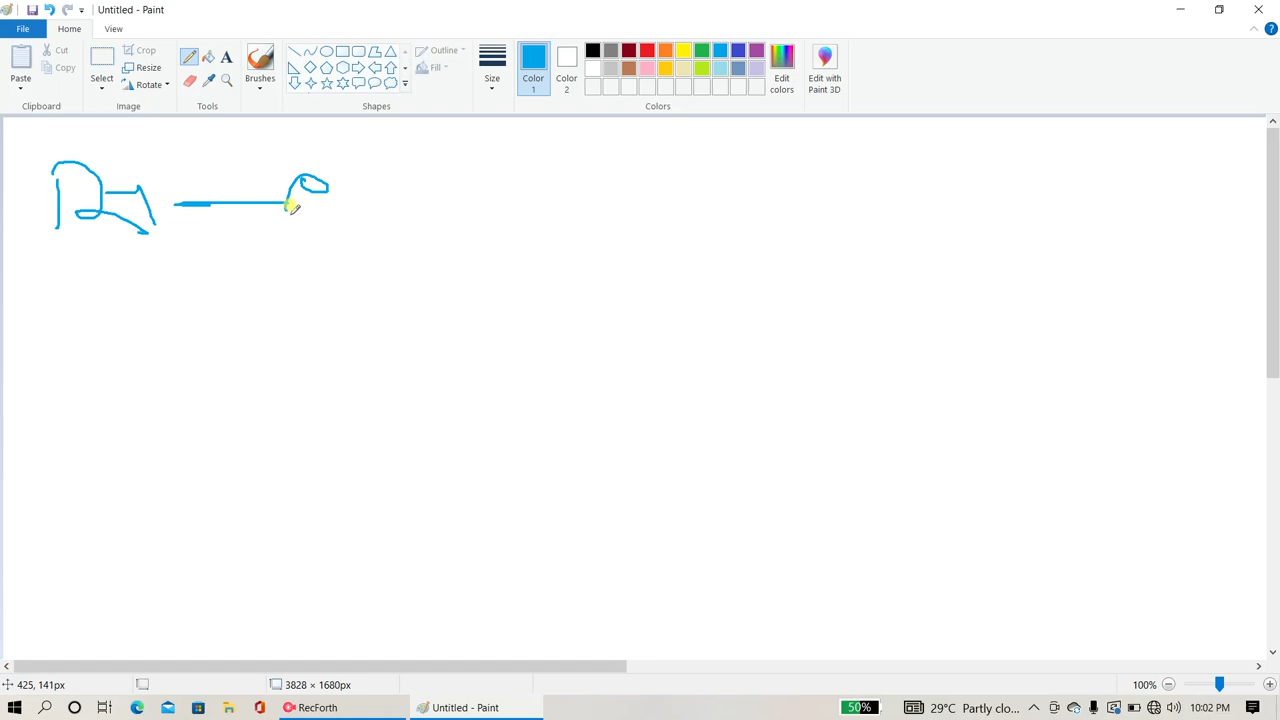 Untitled - Paint
File Home View
Paste
Cut
Copy
Clipboard
Select
Crop
Resize
Rotate
Image
Tools
Brushes
Shapes
Outline
Fill
Size
Color 1
Color 2
Colors
Edit colors
Edit with Paint 3D
425, 141px
3828 × 1680px
100%
RecForth
Untitled - Paint
50%
29°C Partly clo...
10:02 PM